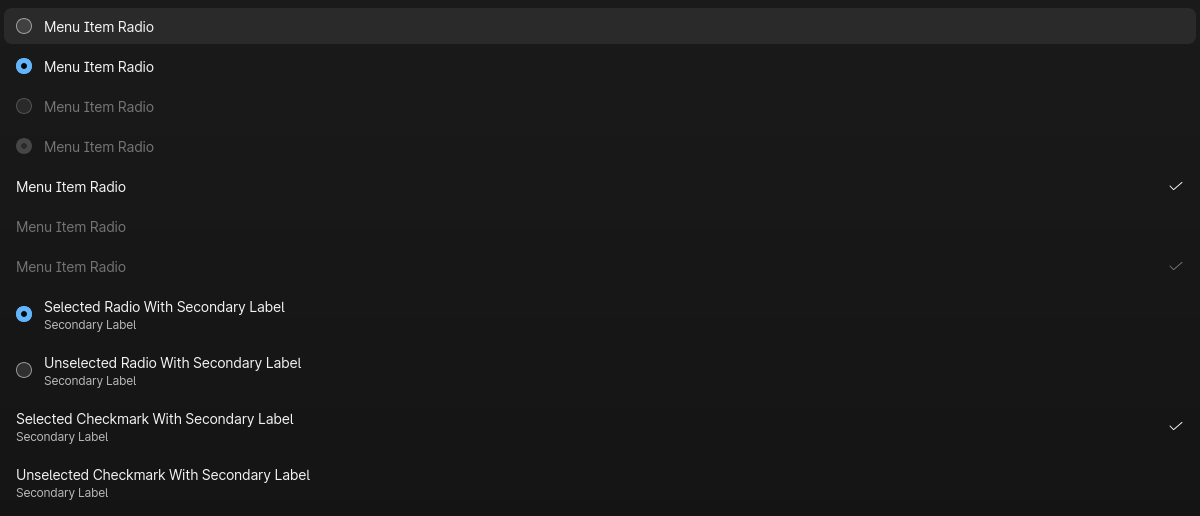 Menu Item Radio
Menu Item Radio
Menu Item Radio
Menu Item Radio
Menu Item Radio
Menu Item Radio
Menu Item Radio
Selected Radio With Secondary Label
Secondary Label
Unselected Radio With Secondary Label
Secondary Label
Selected Checkmark With Secondary Label
Secondary Label
Unselected Checkmark With Secondary Label
Secondary Label